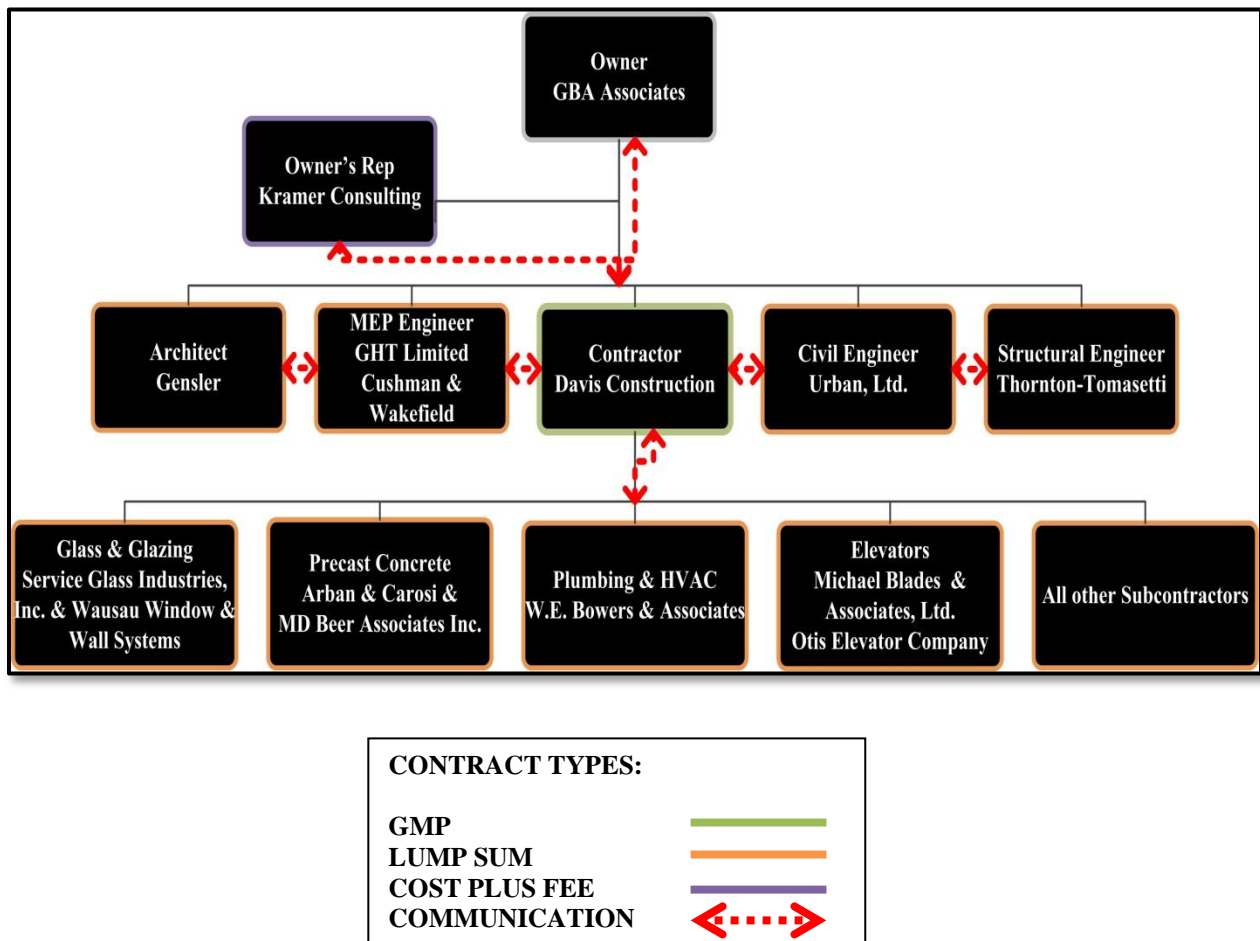 Owner
GBA Associates
Owner's Rep
Kramer Consulting
Architect
Gensler
MEP Engineer
GHT Limited
Cushman &
Wakefield
Contractor
Davis Construction
Civil Engineer
Urban, Ltd.
Structural Engineer
Thornton-Tomasetti
Glass & Glazing
Service Glass Industries,
Inc. & Wausau Window &
Wall Systems
Precast Concrete
Arban & Carosi &
MD Beer Associates Inc.
Plumbing & HVAC
W.E. Bowers & Associates
Elevators
Michael Blades &
Associates, Ltd.
Otis Elevator Company
All other Subcontractors
CONTRACT TYPES:
GMP
LUMP SUM
COST PLUS FEE
COMMUNICATION